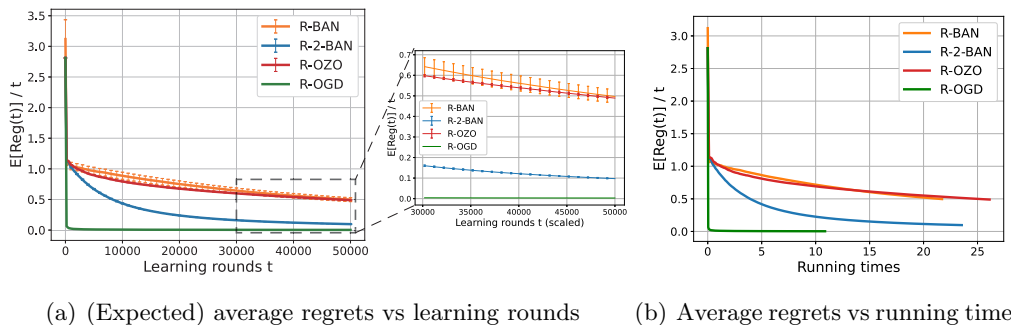 3.5
3.0
2.5
2.0
1.5
1.0
0.5
0.0
E[Reg(t)] / t
R-BAN
R-2-BAN
R-OZO
R-OGD
0 10000 20000 30000 40000 50000
Learning rounds t
0.7
0.6
0.5
0.4
0.3
0.2
0.1
0.0
E[Reg(t)] / t
R-BAN
R-2-BAN
R-OZO
R-OGD
30000 35000 40000 45000 50000
Learning rounds t (scaled)
3.5
3.0
2.5
2.0
1.5
1.0
0.5
0.0
E[Reg(t)] / t
R-BAN
R-2-BAN
R-OZO
R-OGD
0 5 10 15 20 25
Running times
(a) (Expected) average regrets vs learning rounds
(b) Average regrets vs running time